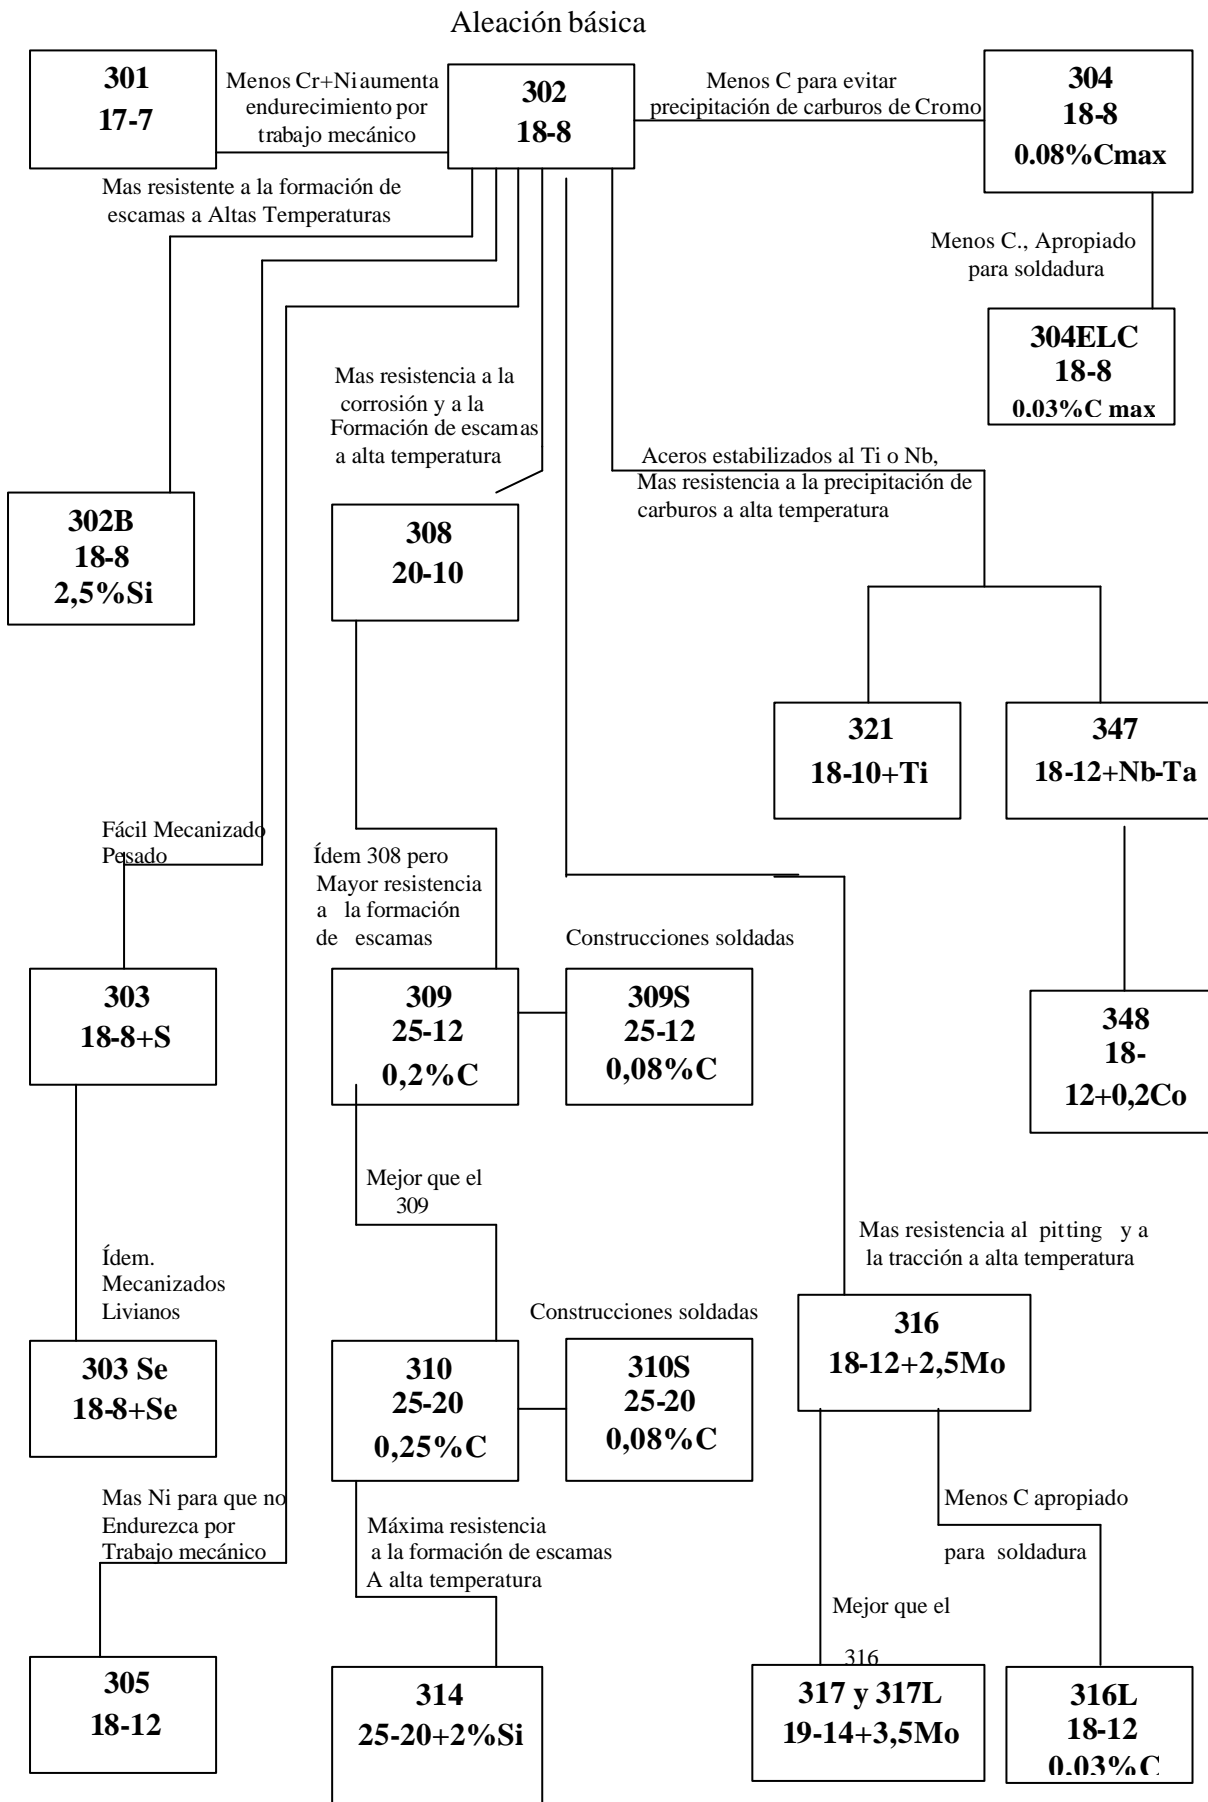 Aleación básica
301
17-7
Menos Cr+Ni aumenta
endurecimiento por
trabajo mecánico
302
18-8
Menos C para evitar
precipitación de carburos de Cromo
304
18-8
0.08%Cmax
Mas resistente a la formación de
escamas a Altas Temperaturas
Menos C., Apropiado
para soldadura
304ELC
18-8
0.03%C max
Mas resistencia a la
corrosión y a la
Formación de escamas
a alta temperatura
Aceros estabilizados al Ti o Nb,
Mas resistencia a la precipitación de
carburos a alta temperatura
302B
18-8
2,5%Si
308
20-10
321
18-10+Ti
347
18-12+Nb-Ta
Fácil Mecanizado
Pesado
Ídem 308 pero
Mayor resistencia
a la formación
de escamas
Construcciones soldadas
303
18-8+S
309
25-12
0,2%C
309S
25-12
0,08%C
348
18-
12+0,2Co
Mejor que el
309
Mas resistencia al pitting y a
la tracción a alta temperatura
Ídem.
Mecanizados
Livianos
Construcciones soldadas
303 Se
18-8+Se
310
25-20
0,25%C
310S
25-20
0,08%C
316
18-12+2,5Mo
Mas Ni para que no
Endurezca por
Trabajo mecánico
Máxima resistencia
a la formación de escamas
A alta temperatura
Menos C apropiado
para soldadura
Mejor que el
316
305
18-12
314
25-20+2%Si
317 y 317L
19-14+3,5Mo
316L
18-12
0.03%C